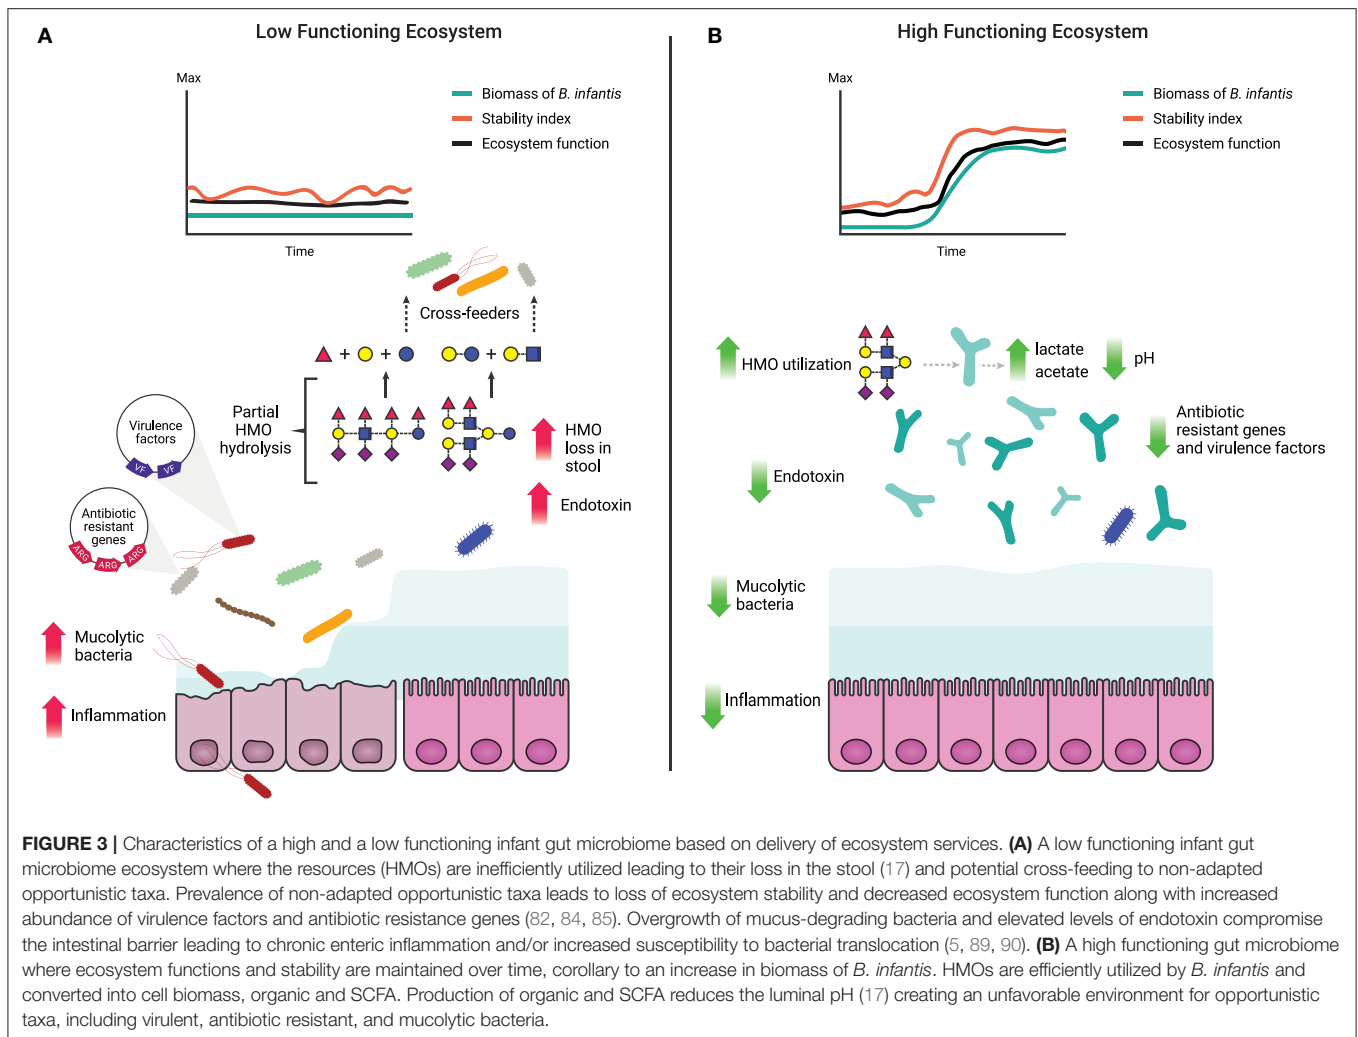 A
Low Functioning Ecosystem
Max
Biomass of B. infantis
Stability index
Ecosystem function
Time
Cross-feeders
+
+
+
Partial
HMO
hydrolysis
HMO
loss in
stool
Endotoxin
Virulence
factors
VF
VF
Antibiotic
resistant
genes
ARG
ARG
ARG
Mucolytic
bacteria
Inflammation
B
High Functioning Ecosystem
Max
Biomass of B. infantis
Stability index
Ecosystem function
Time
HMO utilization
lactate
acetate
pH
Antibiotic
resistant genes
and virulence factors
Endotoxin
Mucolytic
bacteria
Inflammation
FIGURE 3 | Characteristics of a high and a low functioning infant gut microbiome based on delivery of ecosystem services. (A) A low functioning infant gut
microbiome ecosystem where the resources (HMOs) are inefficiently utilized leading to their loss in the stool (17) and potential cross-feeding to non-adapted
opportunistic taxa. Prevalence of non-adapted opportunistic taxa leads to loss of ecosystem stability and decreased ecosystem function along with increased
abundance of virulence factors and antibiotic resistance genes (82, 84, 85). Overgrowth of mucus-degrading bacteria and elevated levels of endotoxin compromise
the intestinal barrier leading to chronic enteric inflammation and/or increased susceptibility to bacterial translocation (5, 89, 90). (B) A high functioning gut microbiome
where ecosystem functions and stability are maintained over time, corollary to an increase in biomass of B. infantis. HMOs are efficiently utilized by B. infantis and
converted into cell biomass, organic and SCFA. Production of organic and SCFA reduces the luminal pH (17) creating an unfavorable environment for opportunistic
taxa, including virulent, antibiotic resistant, and mucolytic bacteria.